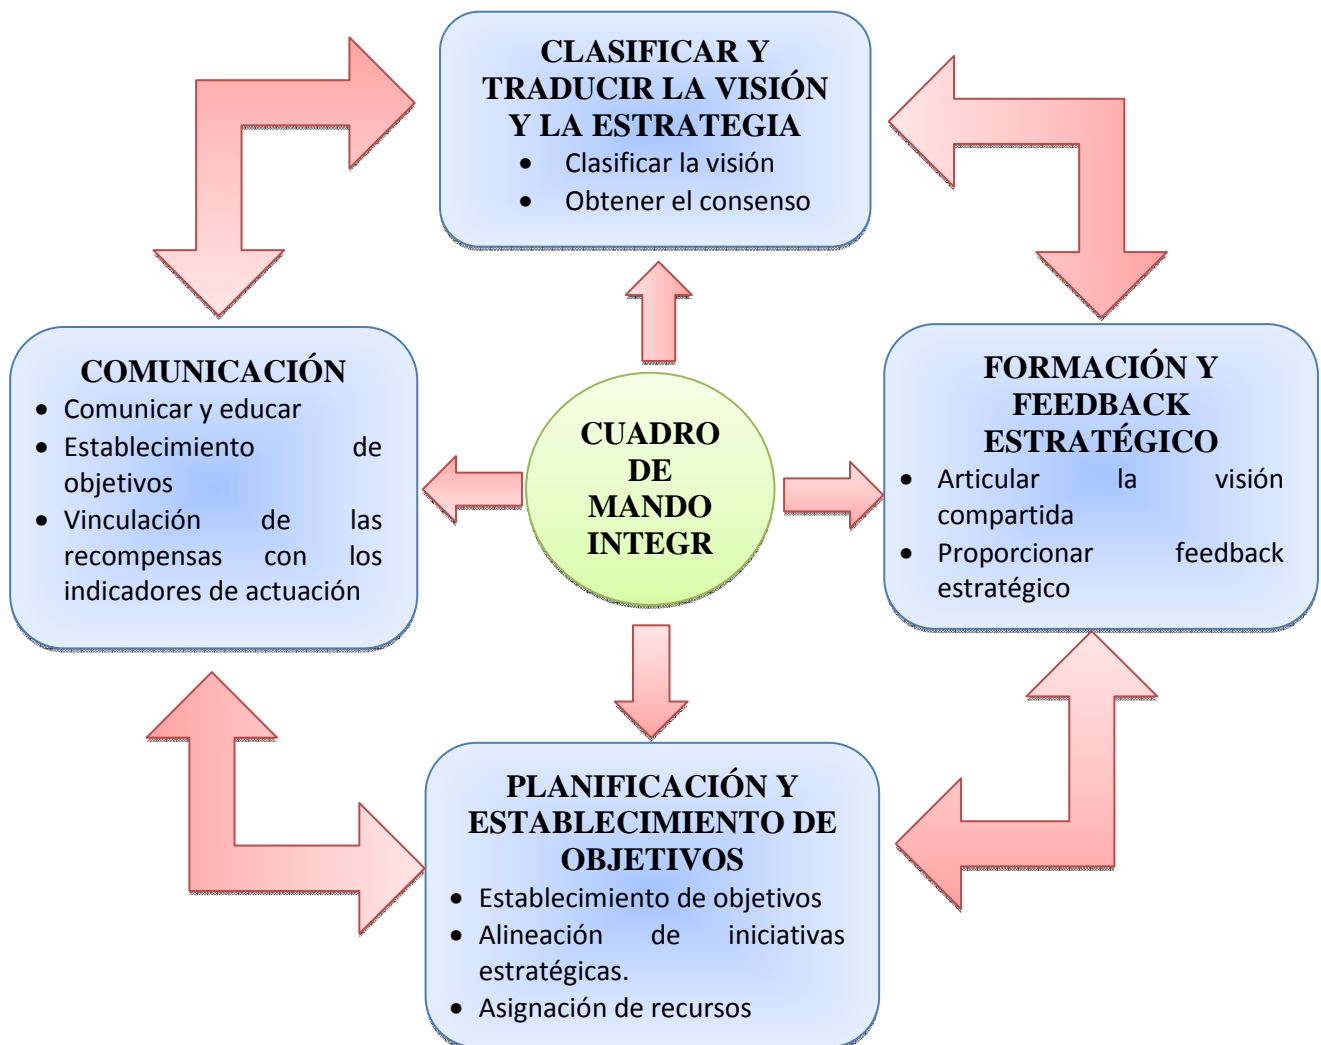 CLASIFICAR Y
TRADUCIR LA VISIÓN
Y LA ESTRATEGIA
• Clasificar la visión
• Obtener el consenso
COMUNICACIÓN
• Comunicar y educar
• Establecimiento de
objetivos
• Vinculación de las
recompensas con los
indicadores de actuación
CUADRO
DE
MANDO
INTEGR
FORMACIÓN Y
FEEDBACK
ESTRATÉGICO
• Articular la visión
compartida
• Proporcionar feedback
estratégico
PLANIFICACIÓN Y
ESTABLECIMIENTO DE
OBJETIVOS
• Establecimiento de objetivos
• Alineación de iniciativas
estratégicas.
• Asignación de recursos